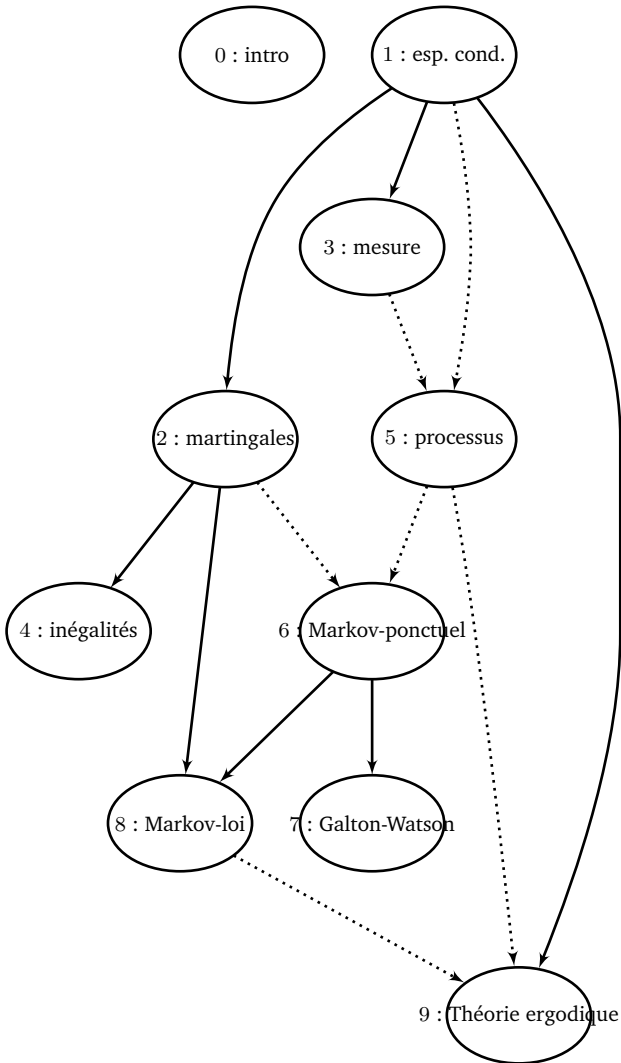 0 : intro
1 : esp. cond.
3 : mesure
2 : martingales
5 : processus
4 : inégalités
6 : Markov-ponctuel
8 : Markov-loi
7 : Galton-Watson
9 : Théorie ergodique